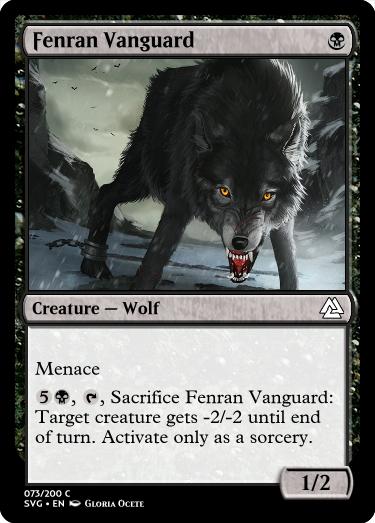 Fenran Vanguard
Creature — Wolf
Menace
5, , Sacrifice Fenran Vanguard:
Target creature gets -2/-2 until end
of turn. Activate only as a sorcery.
1/2
073/200 C
SVG • EN Gloria Ocete